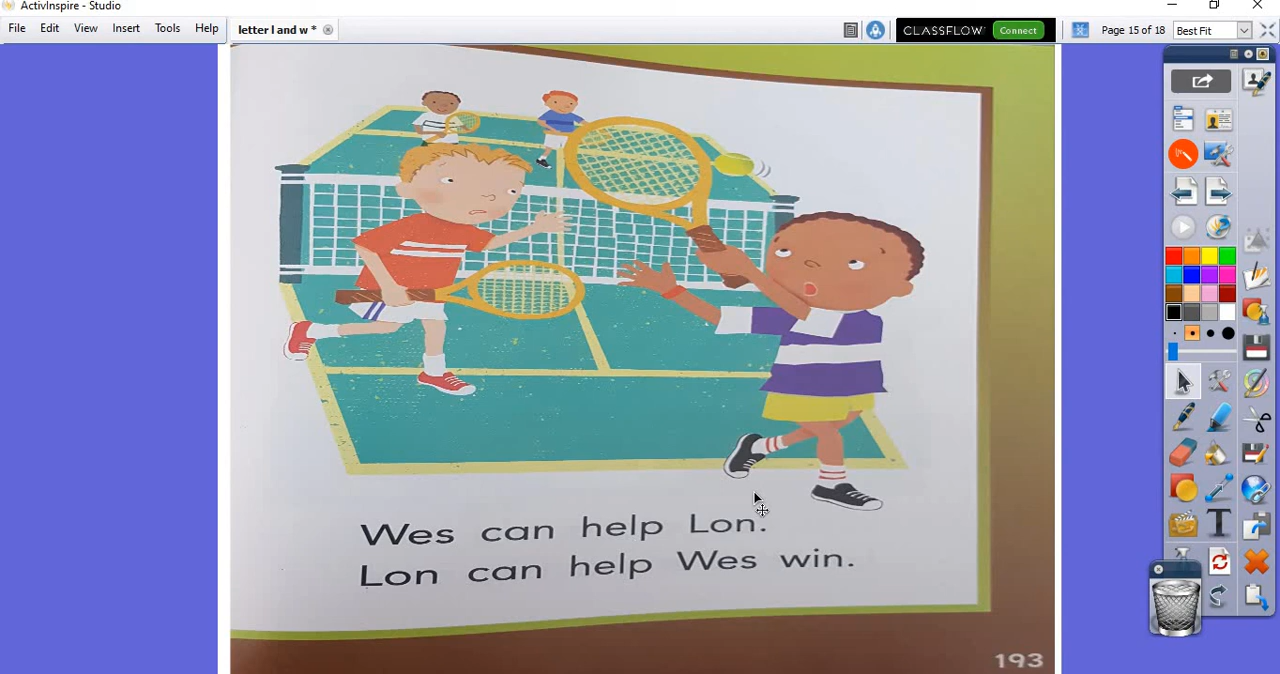 ActivInspire - Studio
File Edit View Insert Tools Help
letter l and w *
CLASSFLOW Connect
Page 15 of 18
Best Fit
Wes can help Lon.
Lon can help Wes win.
193